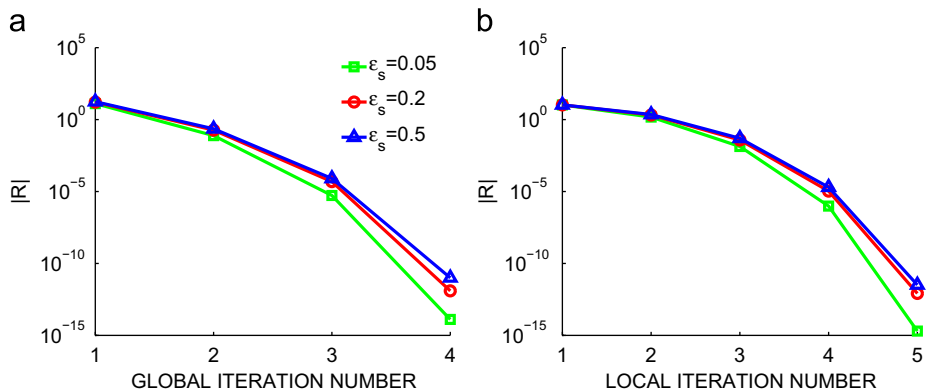 a
10^5
10^0
10^-5
10^-10
10^-15
|R|
1 2 3 4
GLOBAL ITERATION NUMBER
ε_s=0.05
ε_s=0.2
ε_s=0.5
b
10^5
10^0
10^-5
10^-10
10^-15
|R|
1 2 3 4 5
LOCAL ITERATION NUMBER